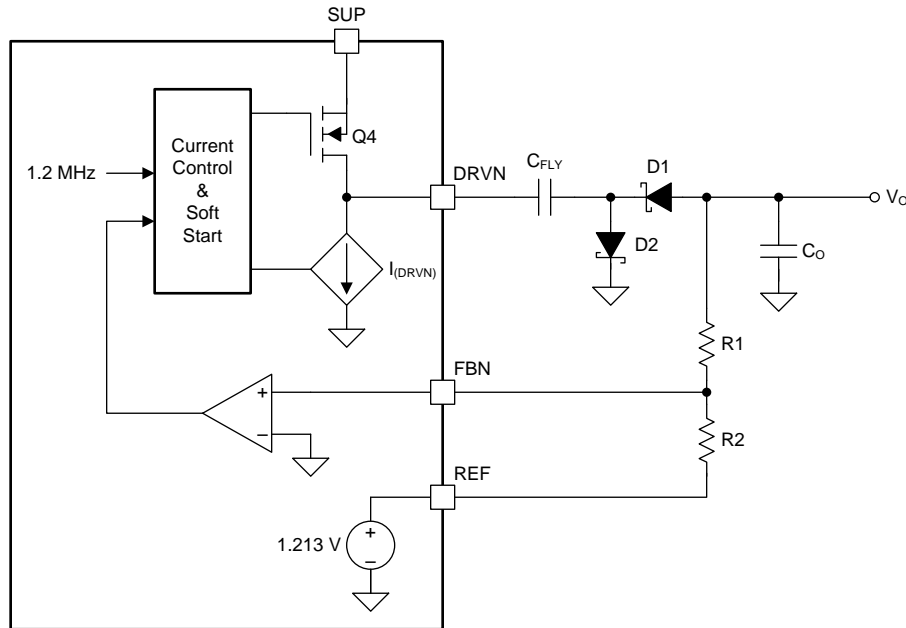 SUP
Current
Control
&
Soft
Start
1.2 MHz
Q4
DRVN
CFLY
D1
VO
D2
CO
I(DRVN)
R1
FBN
+
−
R2
REF
1.213 V
+
−